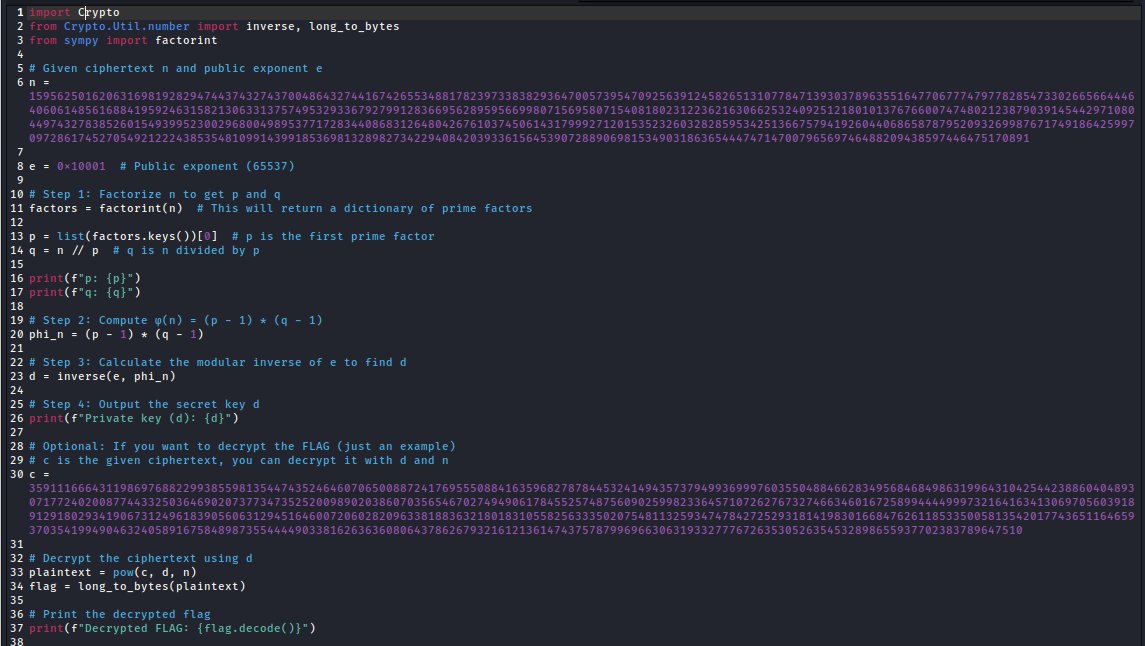 1 import Crypto
2 from Crypto.Util.number import inverse, long_to_bytes
3 from sympy import factorint
4
5 # Given ciphertext n and public exponent e
6 n =
7
8 e = 0×10001  # Public exponent (65537)
9
10 # Step 1: Factorize n to get p and q
11 factors = factorint(n)  # This will return a dictionary of prime factors
12
13 p = list(factors.keys())[0]  # p is the first prime factor
14 q = n // p  # q is n divided by p
15
16 print(f"p: {p}")
17 print(f"q: {q}")
18
19 # Step 2: Compute φ(n) = (p - 1) * (q - 1)
20 phi_n = (p - 1) * (q - 1)
21
22 # Step 3: Calculate the modular inverse of e to find d
23 d = inverse(e, phi_n)
24
25 # Step 4: Output the secret key d
26 print(f"Private key (d): {d}")
27
28 # Optional: If you want to decrypt the FLAG (just an example)
29 # c is the given ciphertext, you can decrypt it with d and n
30 c =
31
32 # Decrypt the ciphertext using d
33 plaintext = pow(c, d, n)
34 flag = long_to_bytes(plaintext)
35
36 # Print the decrypted flag
37 print(f"Decrypted FLAG: {flag.decode()}")
38